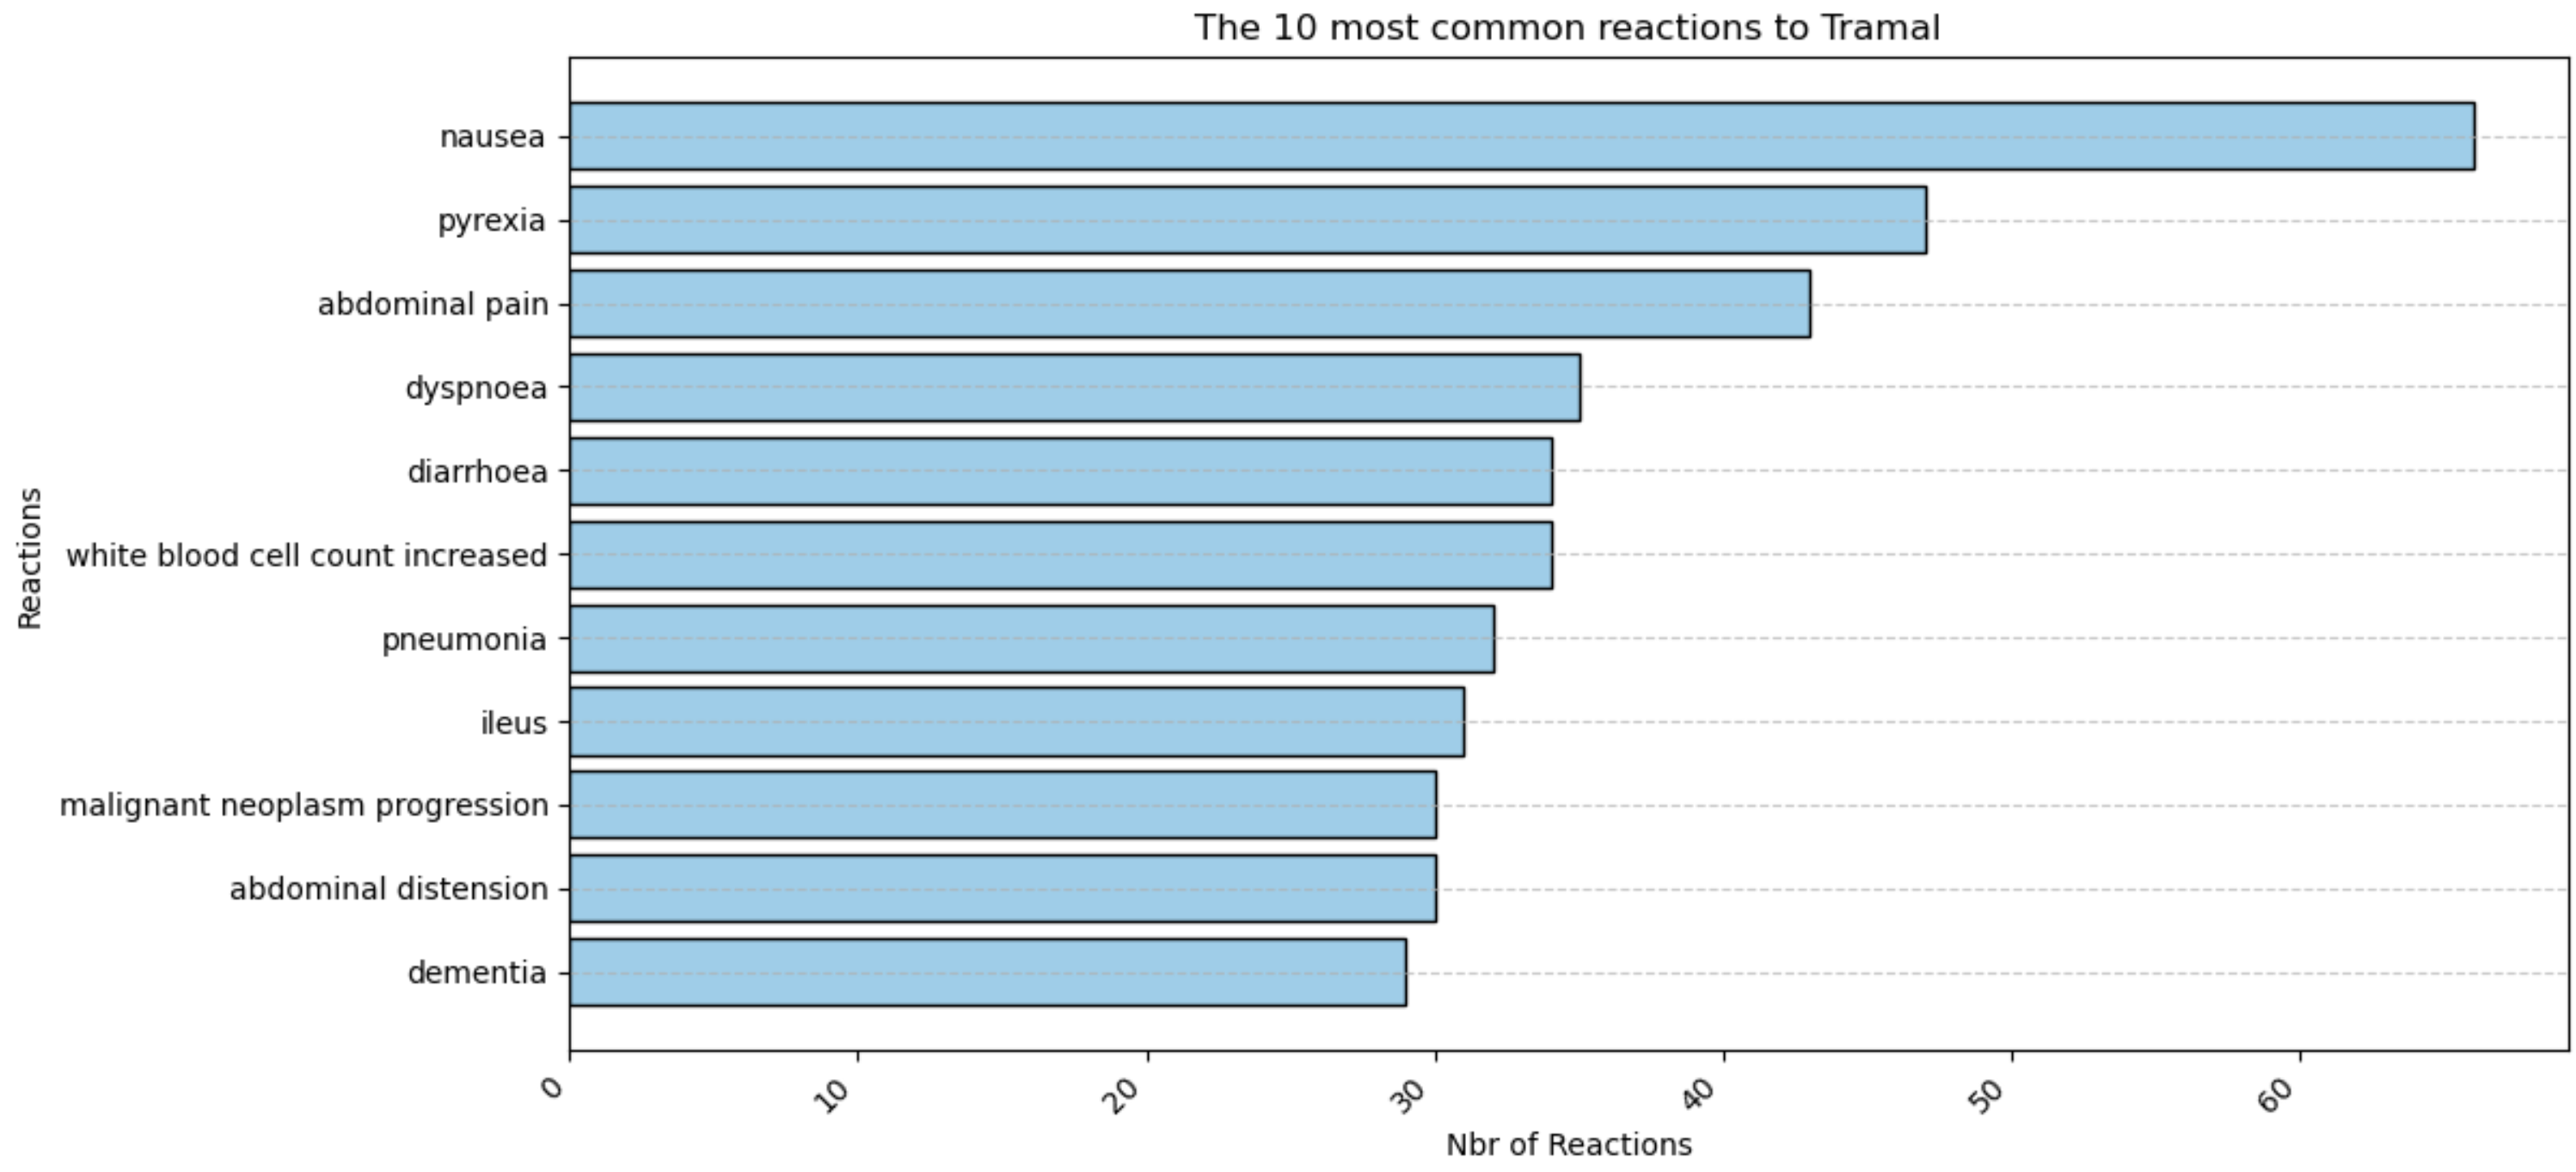 The 10 most common reactions to Tramal
Reactions
nausea
pyrexia
abdominal pain
dyspnoea
diarrhoea
white blood cell count increased
pneumonia
ileus
malignant neoplasm progression
abdominal distension
dementia
0 10 20 30 40 50 60
Nbr of Reactions